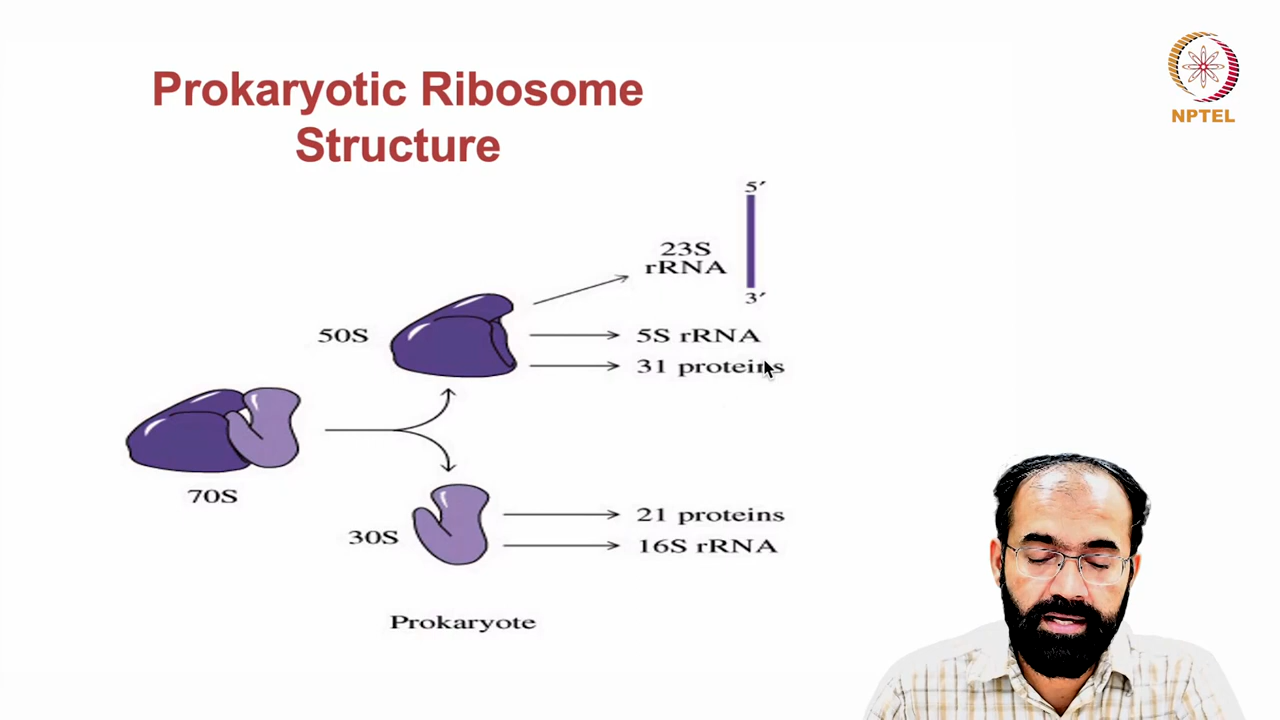 Prokaryotic Ribosome
Structure
NPTEL
5′
23S
rRNA
3′
50S
5S rRNA
31 proteins
70S
30S
21 proteins
16S rRNA
Prokaryote